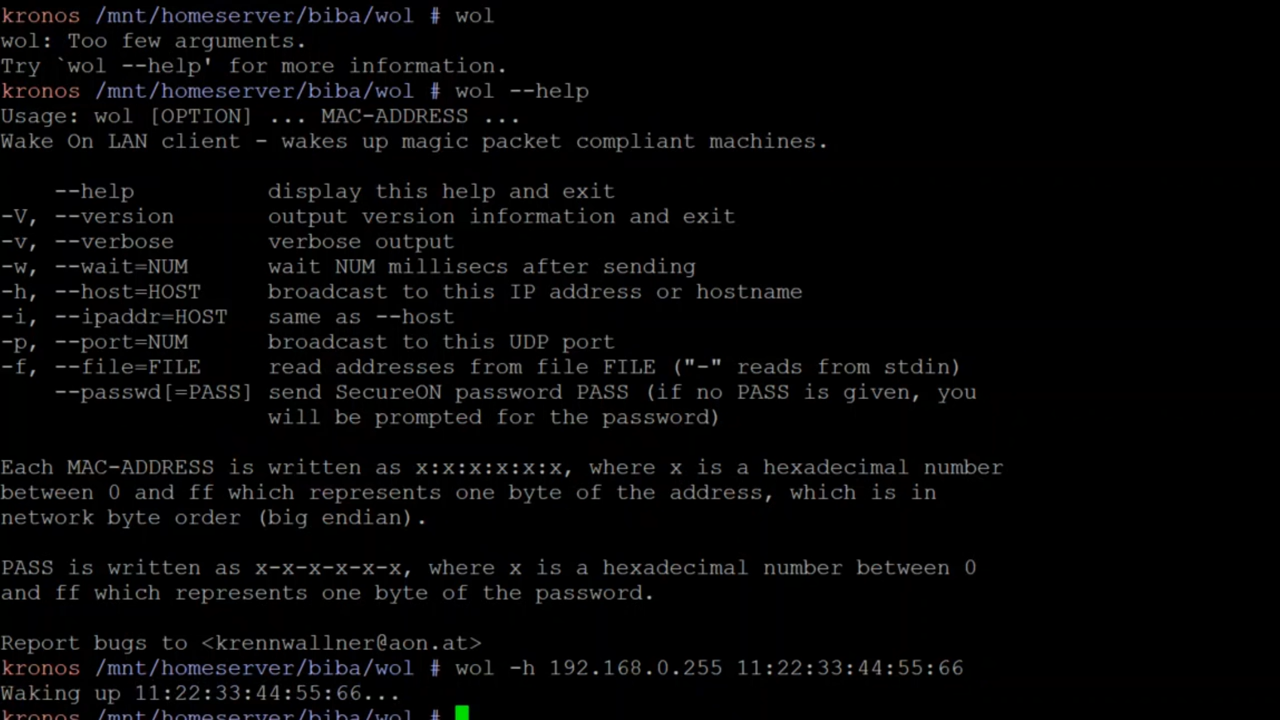 kronos /mnt/homeserver/biba/wol # wol
wol: Too few arguments.
Try `wol --help' for more information.
kronos /mnt/homeserver/biba/wol # wol --help
Usage: wol [OPTION] ... MAC-ADDRESS ...
Wake On LAN client - wakes up magic packet compliant machines.
--help display this help and exit
-V, --version output version information and exit
-v, --verbose verbose output
-w, --wait=NUM wait NUM millisecs after sending
-h, --host=HOST broadcast to this IP address or hostname
-i, --ipaddr=HOST same as --host
-p, --port=NUM broadcast to this UDP port
-f, --file=FILE read addresses from file FILE ("-" reads from stdin)
--passwd[=PASS] send SecureON password PASS (if no PASS is given, you
will be prompted for the password)
Each MAC-ADDRESS is written as x:x:x:x:x:x, where x is a hexadecimal number
between 0 and ff which represents one byte of the address, which is in
network byte order (big endian).
PASS is written as x-x-x-x-x-x, where x is a hexadecimal number between 0
and ff which represents one byte of the password.
Report bugs to <krennwallner@aon.at>
kronos /mnt/homeserver/biba/wol # wol -h 192.168.0.255 11:22:33:44:55:66
Waking up 11:22:33:44:55:66...
kronos /mnt/homeserver/biba/wol #